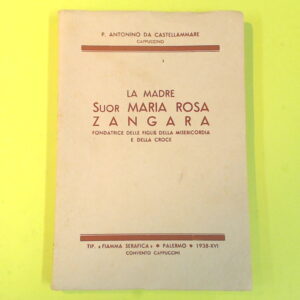 P. ANTONINO DA CASTELLAMMARE
CAPPUCCINO
LA MADRE
SUOR MARIA ROSA
ZANGARA
FONDATRICE DELLE FIGLIE DELLA MISERICORDIA
E DELLA CROCE
TIP. «FIAMMA SERAFICA» * PALERMO * 1938-XVI
CONVENTO CAPPUCCINI